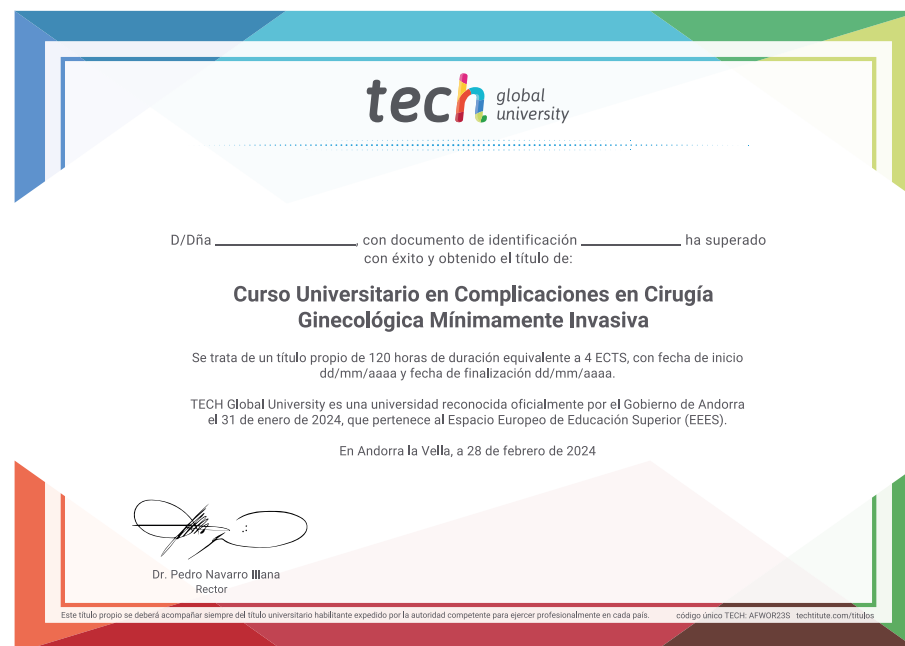 tech global
university
D/Dña ______________, con documento de identificación __________ ha superado
con éxito y obtenido el título de:
Curso Universitario en Complicaciones en Cirugía
Ginecológica Mínimamente Invasiva
Se trata de un título propio de 120 horas de duración equivalente a 4 ECTS, con fecha de inicio
dd/mm/aaaa y fecha de finalización dd/mm/aaaa.
TECH Global University es una universidad reconocida oficialmente por el Gobierno de Andorra
el 31 de enero de 2024, que pertenece al Espacio Europeo de Educación Superior (EEES).
En Andorra la Vella, a 28 de febrero de 2024
Dr. Pedro Navarro Illana
Rector
Este título propio se deberá acompañar siempre del título universitario habilitante expedido por la autoridad competente para ejercer profesionalmente en cada país. código único TECH: AFWOR23S techtitute.com/titulos